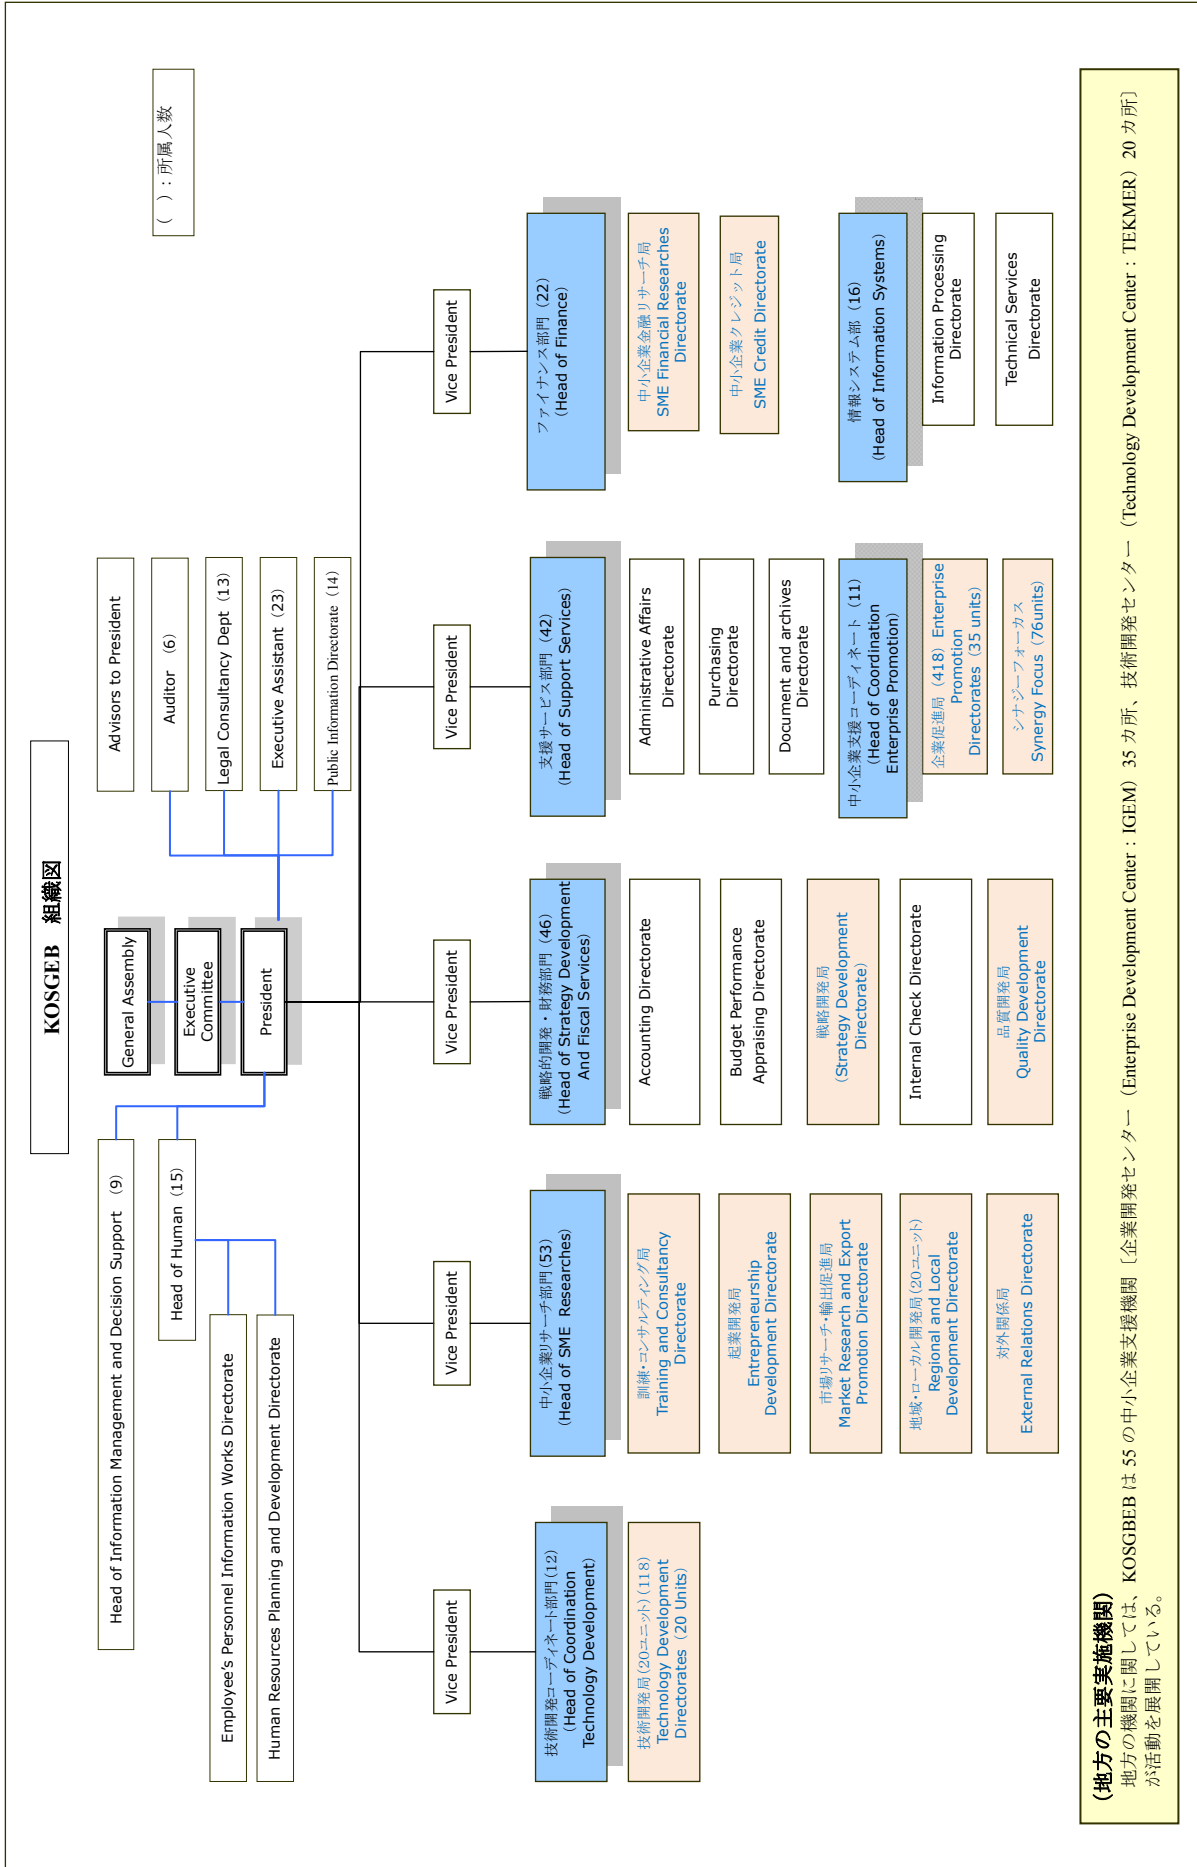 KOSGEB 組織図
( ):所属人数
General Assembly
Executive
Committee
President
Advisors to President
Auditor (6)
Legal Consultancy Dept (13)
Executive Assistant (23)
Public Information Directorate (14)
Head of Information Management and Decision Support (9)
Head of Human (15)
Employee's Personnel Information Works Directorate
Human Resources Planning and Development Directorate
Vice President
技術開発コーディネート部門(12)
(Head of Coordination
Technology Development)
技術開発局(20ユニット)(118)
Technology Development
Directorates (20 Units)
Vice President
中小企業リサーチ部門(53)
(Head of SME Researches)
訓練・コンサルティング局
Training and Consultancy
Directorate
起業開発局
Entrepreneurship
Development Directorate
市場リサーチ・輸出促進局
Market Research and Export
Promotion Directorate
地域・ローカル開発局(20ユニット)
Regional and Local
Development Directorate
対外関係局
External Relations Directorate
Vice President
戦略的開発・財務部門 (46)
(Head of Strategy Development
And Fiscal Services)
Accounting Directorate
Budget Performance
Appraising Directorate
戦略開発局
(Strategy Development
Directorate)
Internal Check Directorate
品質開発局
Quality Development
Directorate
Vice President
支援サービス部門 (42)
(Head of Support Services)
Administrative Affairs
Directorate
Purchasing
Directorate
Document and archives
Directorate
中小企業支援コーディネート (11)
(Head of Coordination
Enterprise Promotion)
企業促進局 (418) Enterprise
Promotion
Directorates (35 units)
シナジーフォーカス
Synergy Focus (76units)
Vice President
ファイナンス部門 (22)
(Head of Finance)
中小企業金融リサーチ局
SME Financial Researches
Directorate
中小企業クレジット局
SME Credit Directorate
情報システム部 (16)
(Head of Information Systems)
Information Processing
Directorate
Technical Services
Directorate
(地方の主要実施機関)
地方の機関に関しては、KOSGBEB は 55 の中小企業支援機関〔企業開発センター (Enterprise Development Center : IGEM) 35 カ所、技術開発センター (Technology Development Center : TEKMER) 20 カ所〕
が活動を展開している。